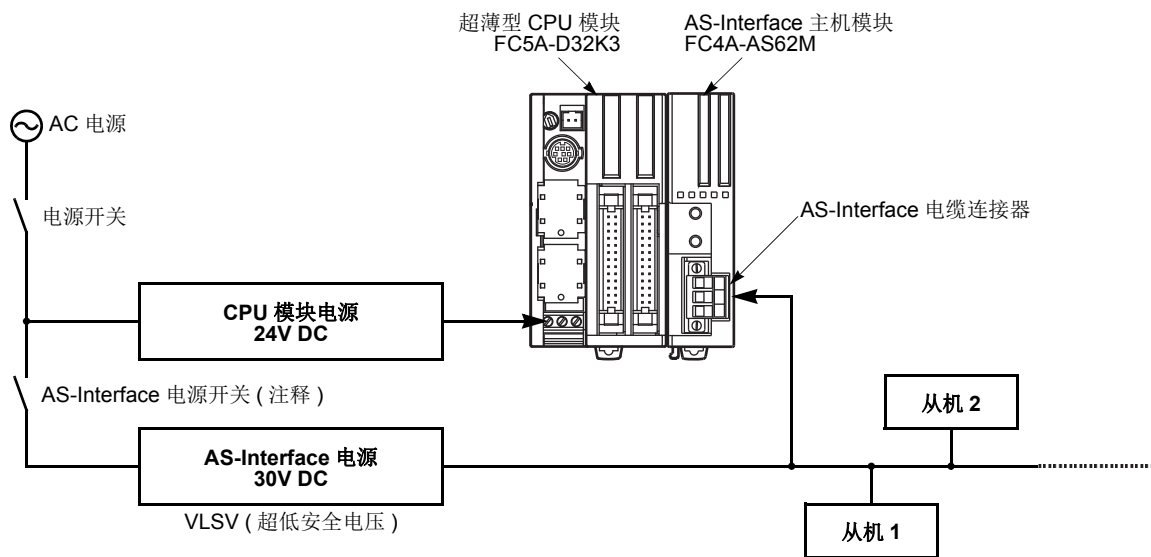 超薄型 CPU 模块
FC5A-D32K3
AS-Interface 主机模块
FC4A-AS62M
AC 电源
电源开关
AS-Interface 电缆连接器
CPU 模块电源
24V DC
AS-Interface 电源开关 ( 注释 )
从机 2
AS-Interface 电源
30V DC
VLSV ( 超低安全电压 )
从机 1